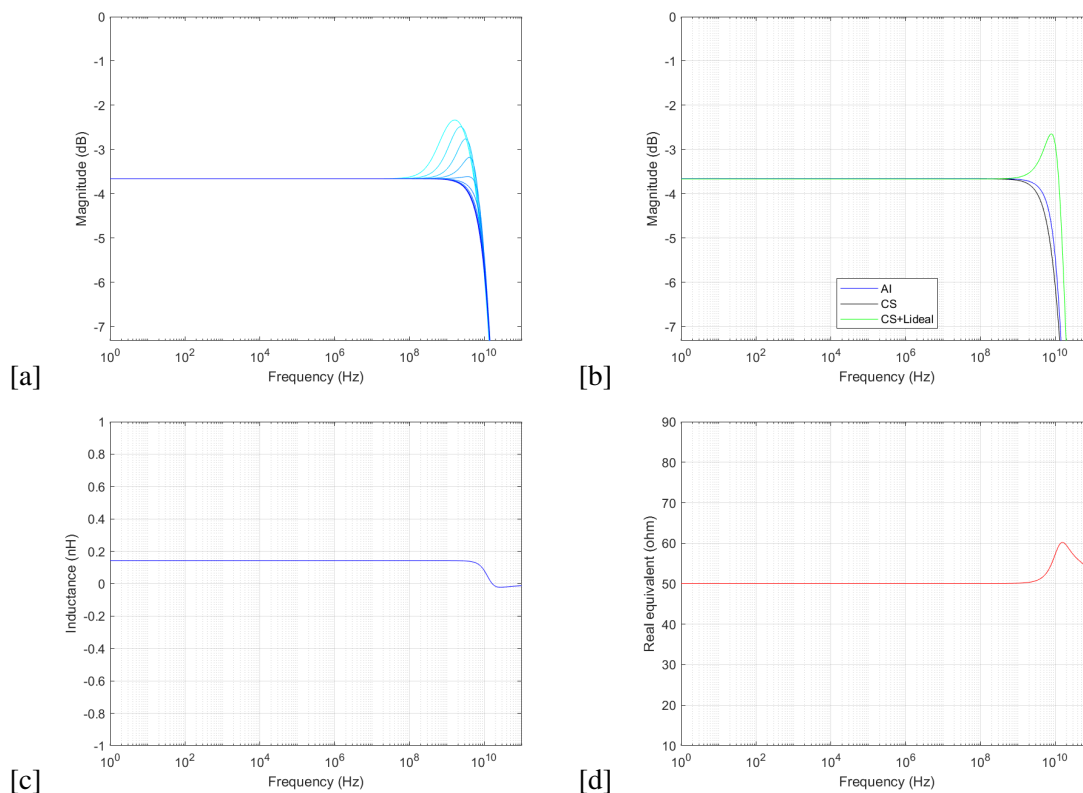 0
-1
-2
-3
-4
-5
-6
-7
Magnitude (dB)
10^0 10^2 10^4 10^6 10^8 10^10
Frequency (Hz)
[a]
0
-1
-2
-3
-4
-5
-6
-7
Magnitude (dB)
AI
CS
CS+Lideal
10^0 10^2 10^4 10^6 10^8 10^10
Frequency (Hz)
[b]
1
0.8
0.6
0.4
0.2
0
-0.2
-0.4
-0.6
-0.8
-1
Inductance (nH)
10^0 10^2 10^4 10^6 10^8 10^10
Frequency (Hz)
[c]
90
80
70
60
50
40
30
20
10
Real equivalent (ohm)
10^0 10^2 10^4 10^6 10^8 10^10
Frequency (Hz)
[d]